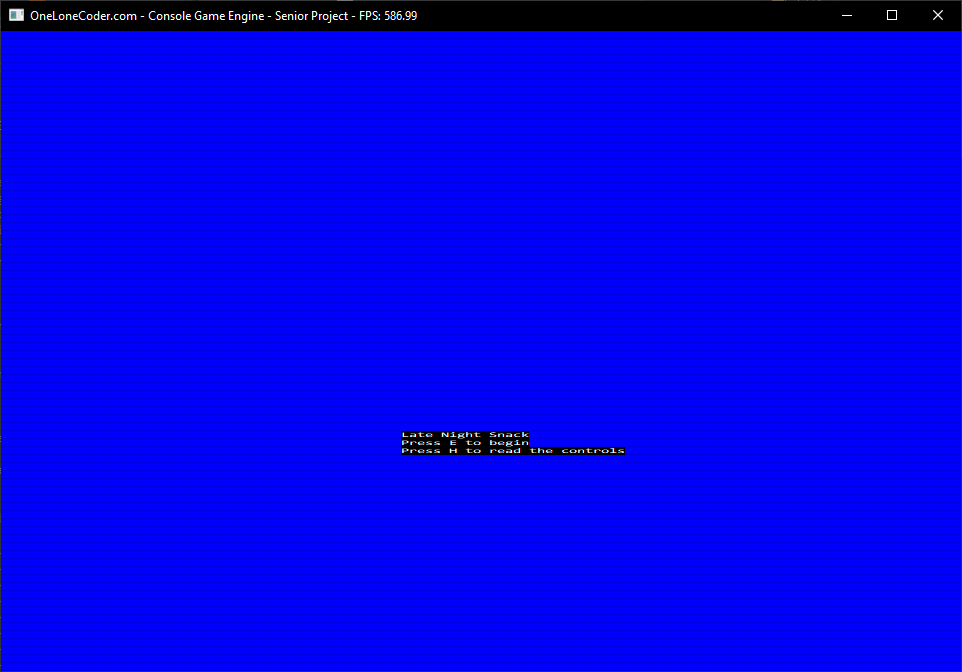 OneLoneCoder.com - Console Game Engine - Senior Project - FPS: 586.99
Late Night Snack
Press E to begin
Press H to read the controls